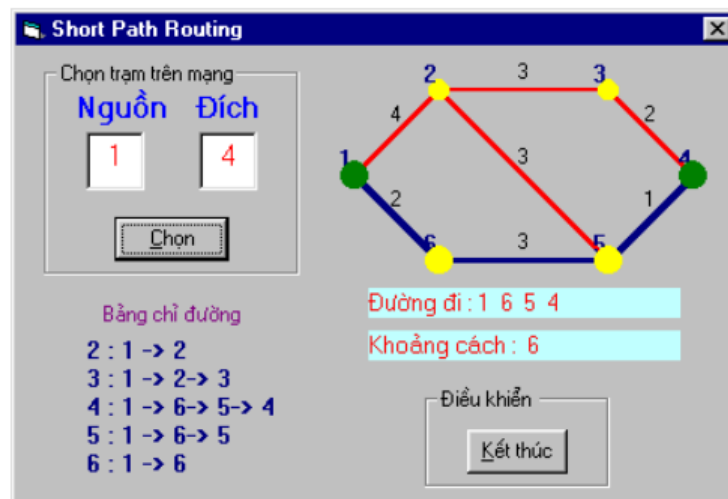 Short Path Routing
Chọn trạm trên mạng
Nguồn Đích
1 4
Chọn
2 3 3
4 2
1 3 4
2 1
6 3 5
Đường đi : 1 6 5 4
Khoảng cách : 6
Bảng chỉ đường
2 : 1 -> 2
3 : 1 -> 2-> 3
4 : 1 -> 6-> 5-> 4
5 : 1 -> 6-> 5
6 : 1 -> 6
Điều khiển
Kết thúc